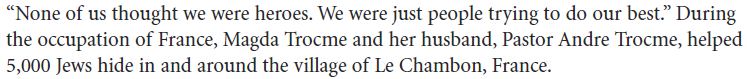 “None of us thought we were heroes. We were just people trying to do our best.” During
the occupation of France, Magda Trocme and her husband, Pastor Andre Trocme, helped
5,000 Jews hide in and around the village of Le Chambon, France.